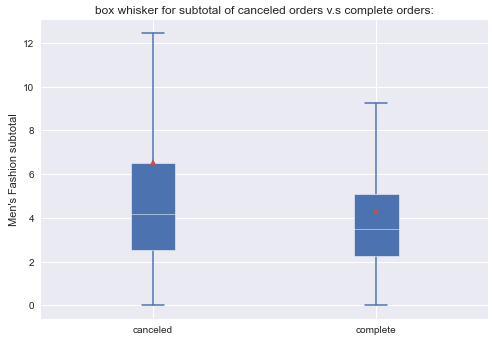 box whisker for subtotal of canceled orders v.s complete orders:
12
10
8
6
4
2
0
Men's Fashion subtotal
canceled complete